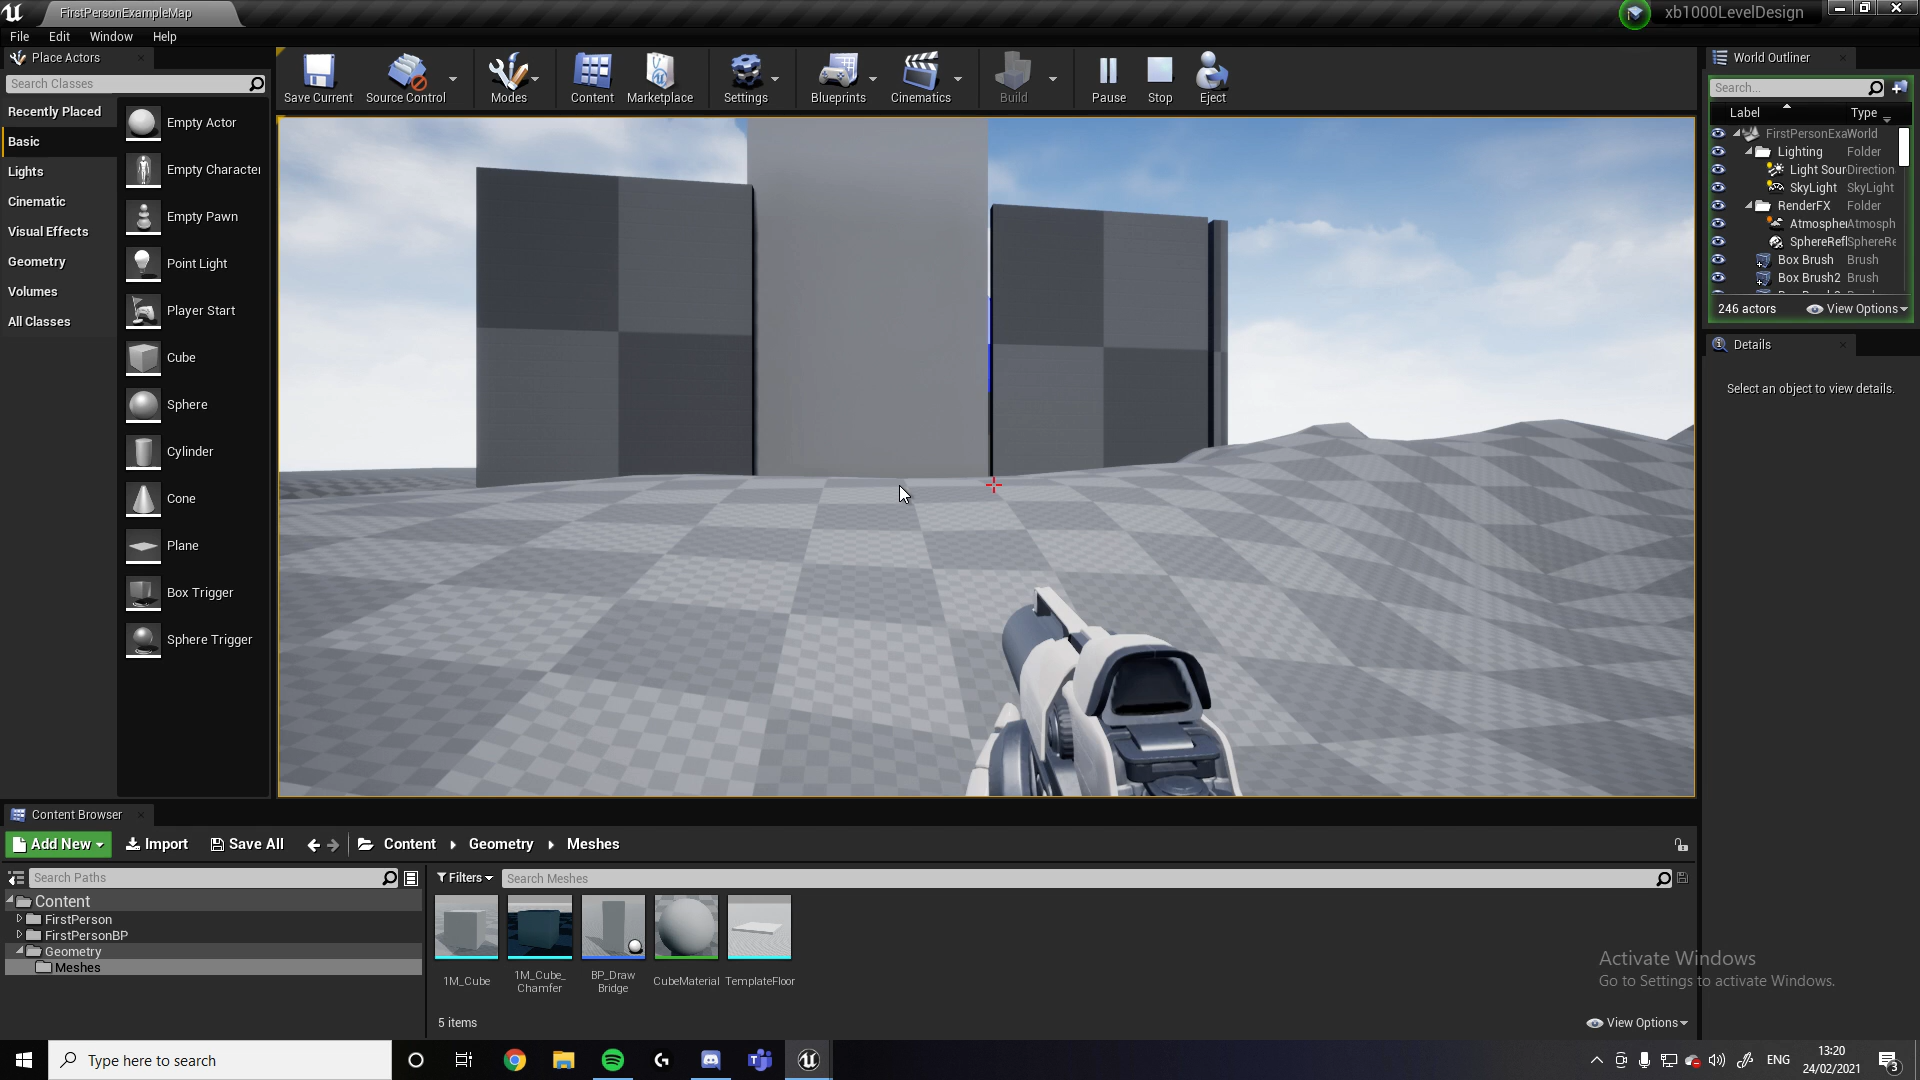 FirstPersonExampleMap
xb1000LevelDesign
File Edit Window Help
Place Actors
Search Classes
Recently Placed
Basic
Lights
Cinematic
Visual Effects
Geometry
Volumes
All Classes
Empty Actor
Empty Character
Empty Pawn
Point Light
Player Start
Cube
Sphere
Cylinder
Cone
Plane
Box Trigger
Sphere Trigger
Save Current Source Control Modes Content Marketplace Settings Blueprints Cinematics Build Pause Stop Eject
World Outliner
Search...
Label Type
FirstPersonExa World
Lighting Folder
Light Sour Direction
SkyLight SkyLight
RenderFX Folder
Atmosphe Atmosph
SphereRefl SphereRe
Box Brush Brush
Box Brush2 Brush
246 actors View Options
Details
Select an object to view details.
Content Browser
Add New Import Save All Content Geometry Meshes
Search Paths
Filters Search Meshes
Content
FirstPerson
FirstPersonBP
Geometry
Meshes
1M_Cube
1M_Cube_
Chamfer
BP_Draw
Bridge
CubeMaterial
TemplateFloor
5 items
View Options
Activate Windows
Go to Settings to activate Windows.
Type here to search
ENG
13:20
24/02/2021
3